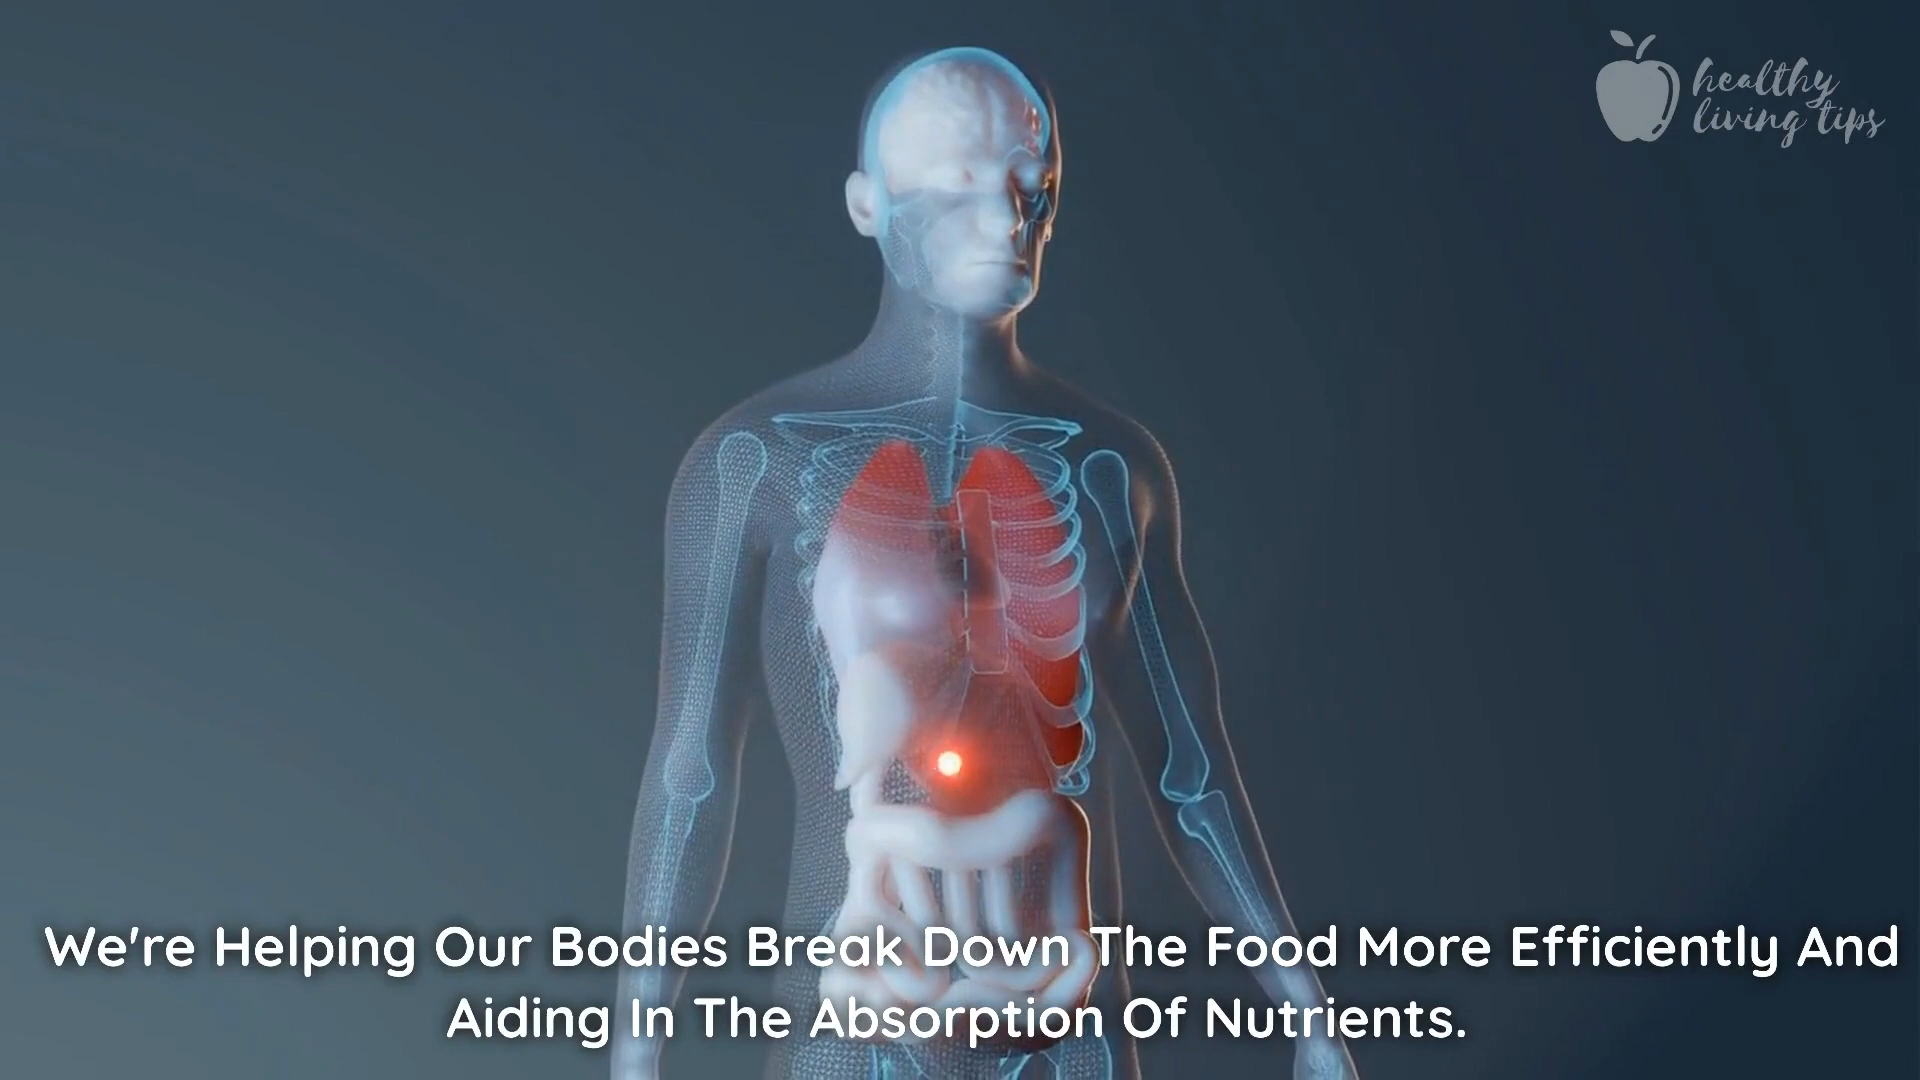 healthy
living tips
We're Helping Our Bodies Break Down The Food More Efficiently And
Aiding In The Absorption Of Nutrients.